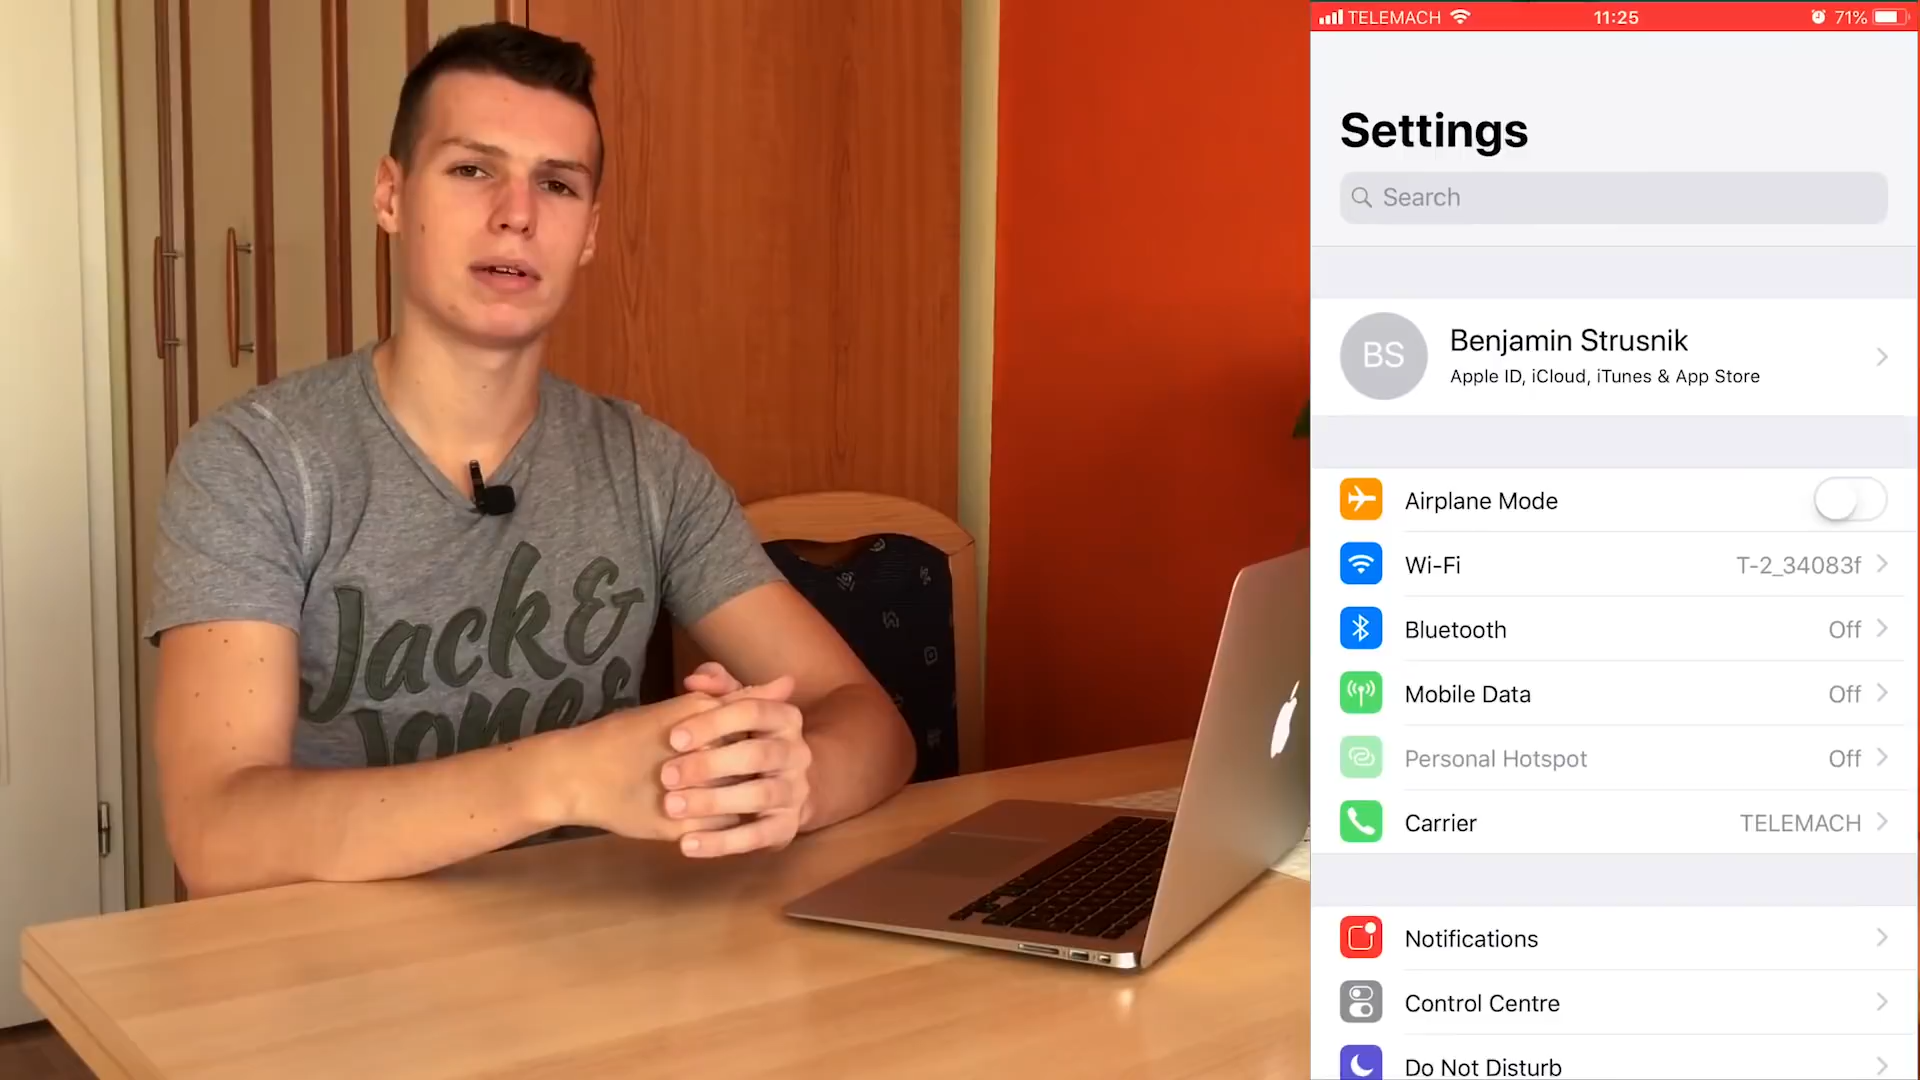 Jack &
Jones
TELEMACH 11:25 71%
Settings
Search
BS
Benjamin Strusnik
Apple ID, iCloud, iTunes & App Store
Airplane Mode
Wi-Fi T-2_34083f
Bluetooth Off
Mobile Data Off
Personal Hotspot Off
Carrier TELEMACH
Notifications
Control Centre
Do Not Disturb